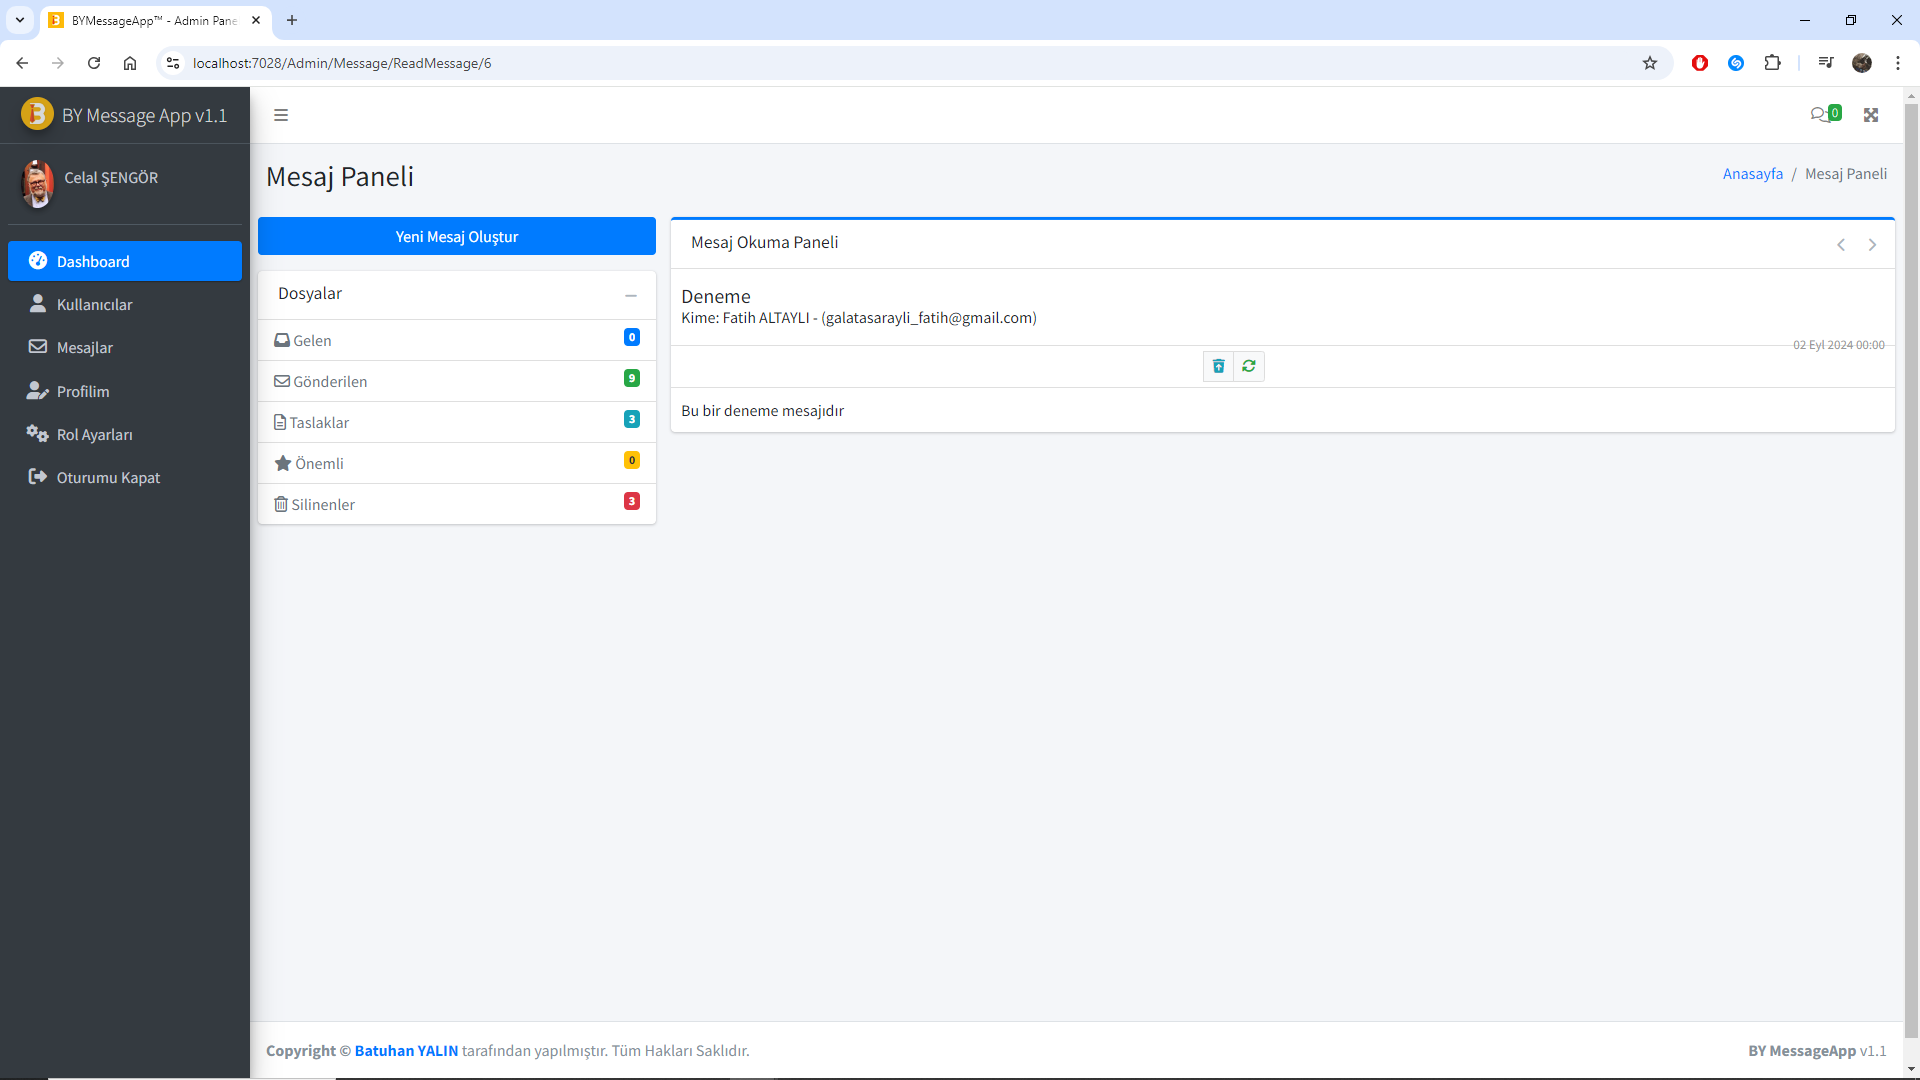 BYMessageApp™ - Admin Pane
localhost:7028/Admin/Message/ReadMessage/6
BY Message App v1.1
0
Celal ŞENGÖR
Mesaj Paneli
Anasayfa / Mesaj Paneli
Dashboard
Kullanıcılar
Mesajlar
Profilim
Rol Ayarları
Oturumu Kapat
Yeni Mesaj Oluştur
Dosyalar
Gelen 0
Gönderilen 9
Taslaklar 3
Önemli 0
Silinenler 3
Mesaj Okuma Paneli
Deneme
Kime: Fatih ALTAYLI - (galatasarayli_fatih@gmail.com)
02 Eyl 2024 00:00
Bu bir deneme mesajıdır
Copyright © Batuhan YALIN tarafından yapılmıştır. Tüm Hakları Saklıdır.
BY MessageApp v1.1